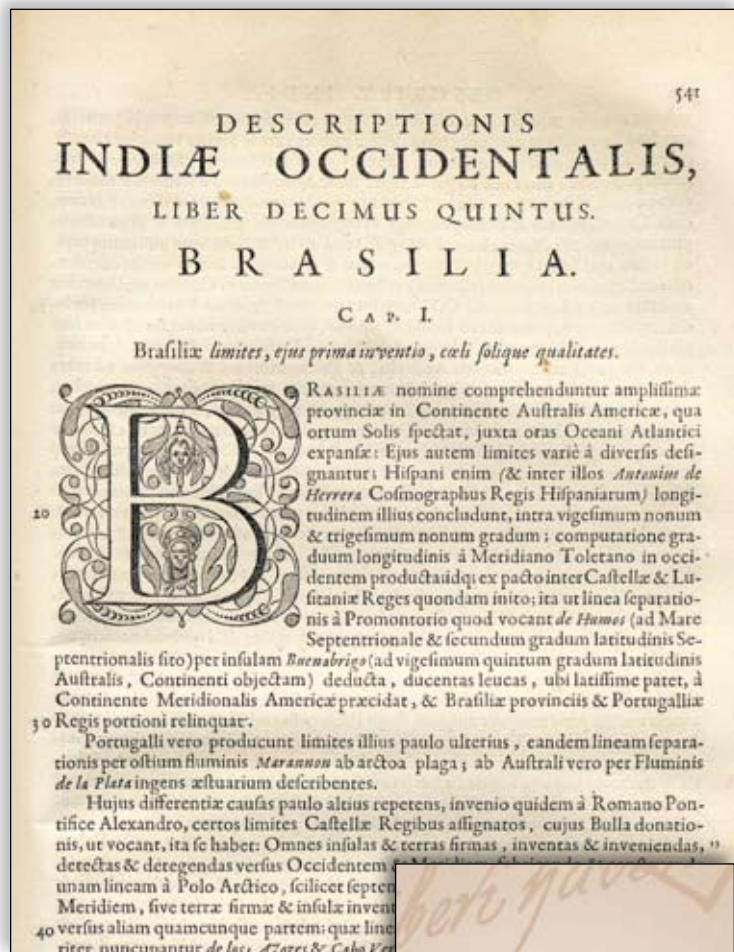 541
DESCRIPTIONIS
INDIÆ OCCIDENTALIS,
LIBER DECIMUS QUINTUS.
BRASILIA.
CAP. I.
Brasiliæ limites, ejus prima inventio, cœli solique qualitates.
BRASILIÆ nomine comprehenduntur amplissimæ
provinciæ in Continente Australis Americæ, qua
ortum Solis spectat, juxta oras Oceani Atlantici
expansæ: Ejus autem limites variè à diversis desi-
gnantur; Hispani enim (& inter illos Antonius de
Herrera Cosmographus Regis Hispaniarum) longi-
20 tudinem illius concludunt, intra vigesimum nonum
& trigesimum nonum gradum; computatione gra-
duum longitudinis à Meridiano Toletano in occi-
dentem producta: idq; ex pacto inter Castellæ & Lu-
sitaniæ Reges quondam inito; ita ut linea separatio-
nis à Promontorio quod vocant de Humos (ad Mare
Septentrionale & secundum gradum latitudinis Se-
ptentrionalis sito) per insulam Buenabrigo (ad vigesimum quintum gradum latitudinis
Australis, Continenti objectam) deducta, ducentas leucas, ubi latissime patet, à
Continente Meridionalis Americæ præcidat, & Brasiliæ provinciis & Portugalliæ
30 Regis portioni relinquat.
Portugalli vero producunt limites illius paulo ulterius, eandem lineam separa-
tionis per ostium fluminis Marannon ab arctoa plaga; ab Australi vero per Fluminis
de la Plata ingens æstuarium describentes.
Hujus differentiæ causas paulo altius repetens, invenio quidem à Romano Pon-
tifice Alexandro, certos limites Castellæ Regibus assignatos, cujus Bulla donatio-
nis, ut vocant, ita se habet: Omnes insulas & terras firmas, inventas & inveniendas, "
detectas & detegendas versus Occidentem
unam lineam à Polo Arctico, scilicet septen
Meridiem, sive terræ firmæ & insulæ invent
40 versus aliam quamcunque partem; quæ line
riter nuncupantur de los Azores & Cabo Ver